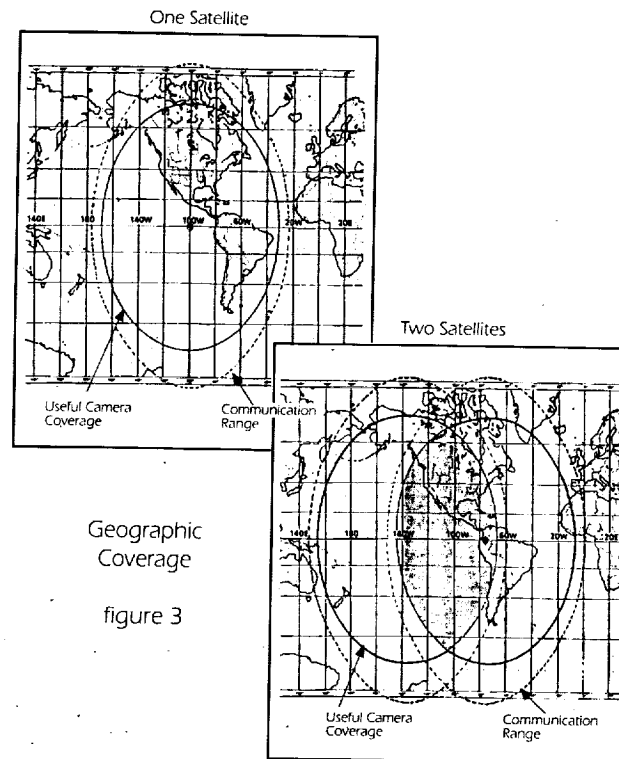 One Satellite
140E 180 140W 100W 60W 20W 20E
Useful Camera
Coverage
Communication
Range
Two Satellites
140E 180 140W 100W 60W 20W 20E
Useful Camera
Coverage
Communication
Range
Geographic
Coverage
figure 3